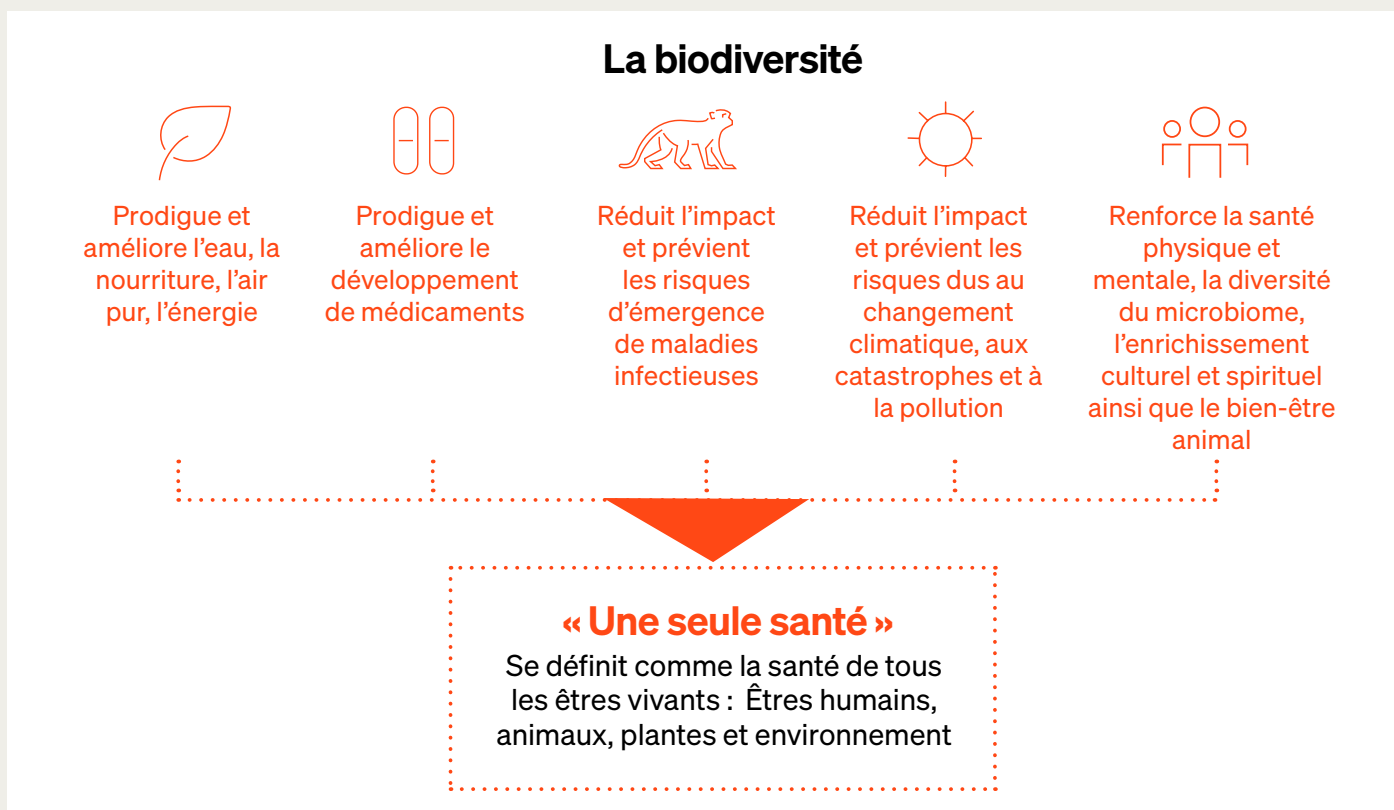 La biodiversité
Prodigue et
améliore l'eau, la
nourriture, l'air
pur, l'énergie
Prodigue et
améliore le
développement
de médicaments
Réduit l'impact
et prévient
les risques
d'émergence
de maladies
infectieuses
Réduit l'impact
et prévient les
risques dus au
changement
climatique, aux
catastrophes et à
la pollution
Renforce la santé
physique et
mentale, la diversité
du microbiome,
l'enrichissement
culturel et spirituel
ainsi que le bien-être
animal
« Une seule santé »
Se définit comme la santé de tous
les êtres vivants : Êtres humains,
animaux, plantes et environnement